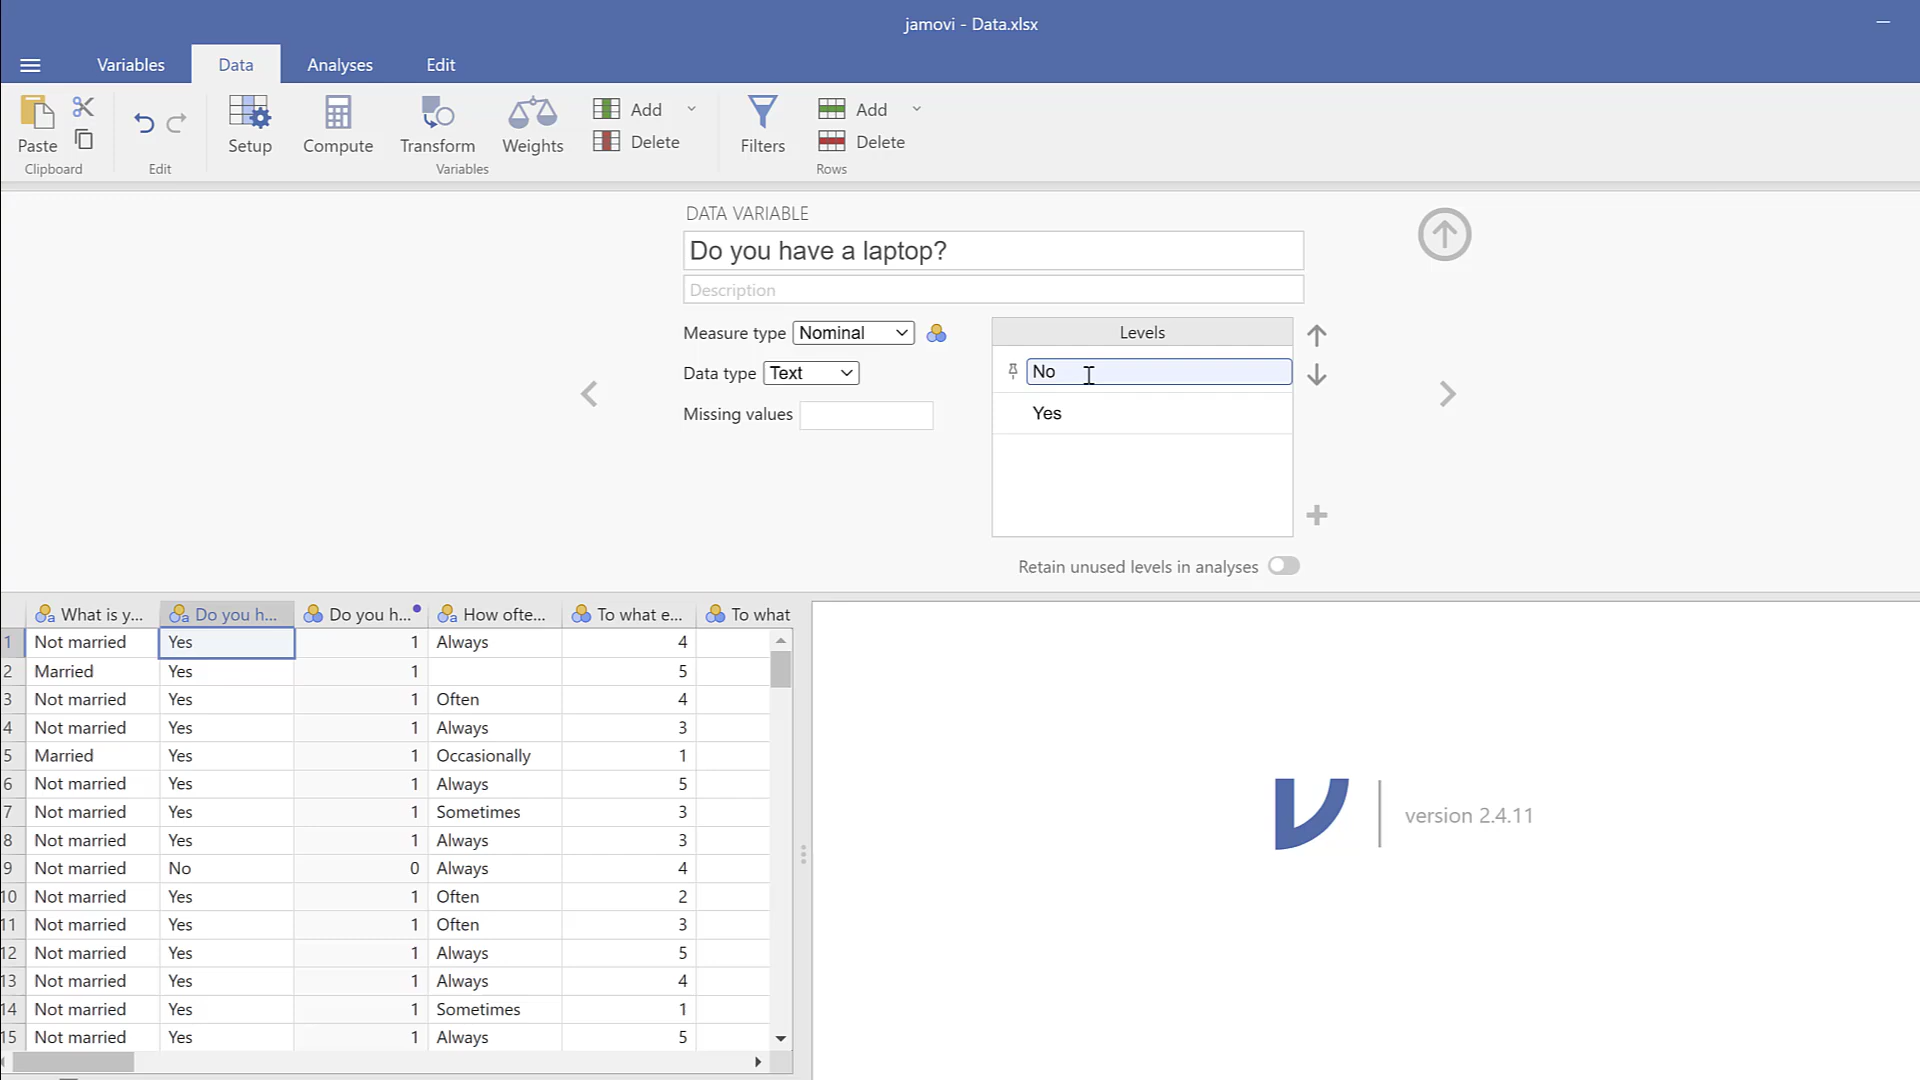 jamovi - Data.xlsx
Variables Data Analyses Edit
Paste Setup Compute Transform Weights Add Delete Filters Add Delete
Clipboard Edit Variables Rows
DATA VARIABLE
Do you have a laptop?
Description
Measure type Nominal Levels
No
Data type Text
Missing values Yes
Retain unused levels in analyses
What is y... Do you h... Do you h... How ofte... To what e... To what
1 Not married Yes 1 Always 4
2 Married Yes 1 5
3 Not married Yes 1 Often 4
4 Not married Yes 1 Always 3
5 Married Yes 1 Occasionally 1
6 Not married Yes 1 Always 5
7 Not married Yes 1 Sometimes 3
8 Not married Yes 1 Always 3
9 Not married No 0 Always 4
10 Not married Yes 1 Often 2
11 Not married Yes 1 Often 3
12 Not married Yes 1 Always 5
13 Not married Yes 1 Always 4
14 Not married Yes 1 Sometimes 1
15 Not married Yes 1 Always 5
version 2.4.11